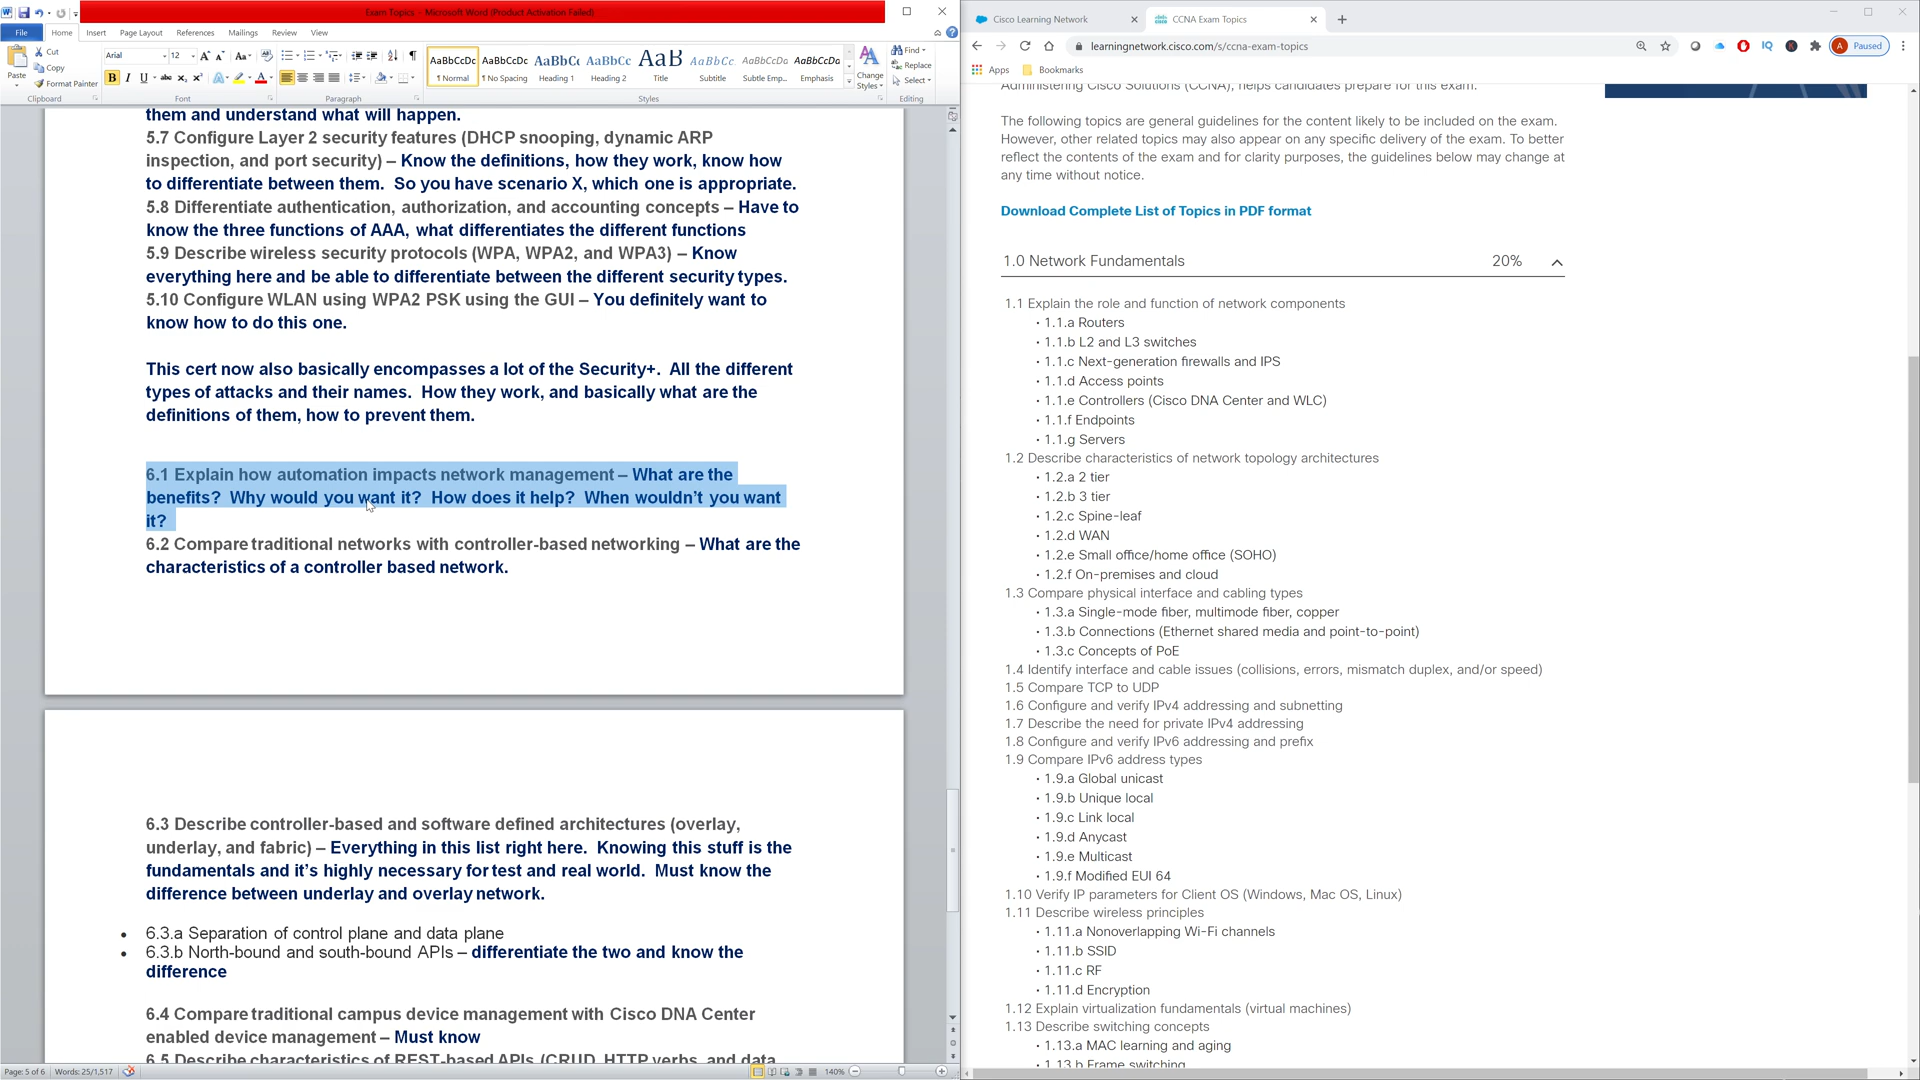 Exam Topics - Microsoft Word (Product Activation Failed)
File Home Insert Page Layout References Mailings Review View
Paste Cut Copy Format Painter Clipboard
Arial 12 Font
Paragraph
AaBbCcDc AaBbCcDc AaBbC AaBbCc AaB AaBbCc. AaBbCcDa AaBbCcDa
¶ Normal ¶ No Spacing Heading 1 Heading 2 Title Subtitle Subtle Emp... Emphasis
Styles
Change Styles
Find Replace Select Editing
them and understand what will happen.
5.7 Configure Layer 2 security features (DHCP snooping, dynamic ARP
inspection, and port security) – Know the definitions, how they work, know how
to differentiate between them.  So you have scenario X, which one is appropriate.
5.8 Differentiate authentication, authorization, and accounting concepts – Have to
know the three functions of AAA, what differentiates the different functions
5.9 Describe wireless security protocols (WPA, WPA2, and WPA3) – Know
everything here and be able to differentiate between the different security types.
5.10 Configure WLAN using WPA2 PSK using the GUI – You definitely want to
know how to do this one.
This cert now also basically encompasses a lot of the Security+.  All the different
types of attacks and their names.  How they work, and basically what are the
definitions of them, how to prevent them.
6.1 Explain how automation impacts network management – What are the
benefits?  Why would you want it?  How does it help?  When wouldn't you want
it?
6.2 Compare traditional networks with controller-based networking – What are the
characteristics of a controller based network.
6.3 Describe controller-based and software defined architectures (overlay,
underlay, and fabric) – Everything in this list right here.  Knowing this stuff is the
fundamentals and it's highly necessary for test and real world.  Must know the
difference between underlay and overlay network.
• 6.3.a Separation of control plane and data plane
• 6.3.b North-bound and south-bound APIs – differentiate the two and know the
difference
6.4 Compare traditional campus device management with Cisco DNA Center
enabled device management – Must know
6.5 Describe characteristics of REST-based APIs (CRUD, HTTP verbs, and data
Page: 5 of 6 Words: 25/1,517 140%
Cisco Learning Network CCNA Exam Topics
learningnetwork.cisco.com/s/ccna-exam-topics
Paused
Apps Bookmarks
Administering Cisco Solutions (CCNA), helps candidates prepare for this exam.
The following topics are general guidelines for the content likely to be included on the exam.
However, other related topics may also appear on any specific delivery of the exam. To better
reflect the contents of the exam and for clarity purposes, the guidelines below may change at
any time without notice.
Download Complete List of Topics in PDF format
1.0 Network Fundamentals 20%
1.1 Explain the role and function of network components
• 1.1.a Routers
• 1.1.b L2 and L3 switches
• 1.1.c Next-generation firewalls and IPS
• 1.1.d Access points
• 1.1.e Controllers (Cisco DNA Center and WLC)
• 1.1.f Endpoints
• 1.1.g Servers
1.2 Describe characteristics of network topology architectures
• 1.2.a 2 tier
• 1.2.b 3 tier
• 1.2.c Spine-leaf
• 1.2.d WAN
• 1.2.e Small office/home office (SOHO)
• 1.2.f On-premises and cloud
1.3 Compare physical interface and cabling types
• 1.3.a Single-mode fiber, multimode fiber, copper
• 1.3.b Connections (Ethernet shared media and point-to-point)
• 1.3.c Concepts of PoE
1.4 Identify interface and cable issues (collisions, errors, mismatch duplex, and/or speed)
1.5 Compare TCP to UDP
1.6 Configure and verify IPv4 addressing and subnetting
1.7 Describe the need for private IPv4 addressing
1.8 Configure and verify IPv6 addressing and prefix
1.9 Compare IPv6 address types
• 1.9.a Global unicast
• 1.9.b Unique local
• 1.9.c Link local
• 1.9.d Anycast
• 1.9.e Multicast
• 1.9.f Modified EUI 64
1.10 Verify IP parameters for Client OS (Windows, Mac OS, Linux)
1.11 Describe wireless principles
• 1.11.a Nonoverlapping Wi-Fi channels
• 1.11.b SSID
• 1.11.c RF
• 1.11.d Encryption
1.12 Explain virtualization fundamentals (virtual machines)
1.13 Describe switching concepts
• 1.13.a MAC learning and aging
• 1.13.b Frame switching